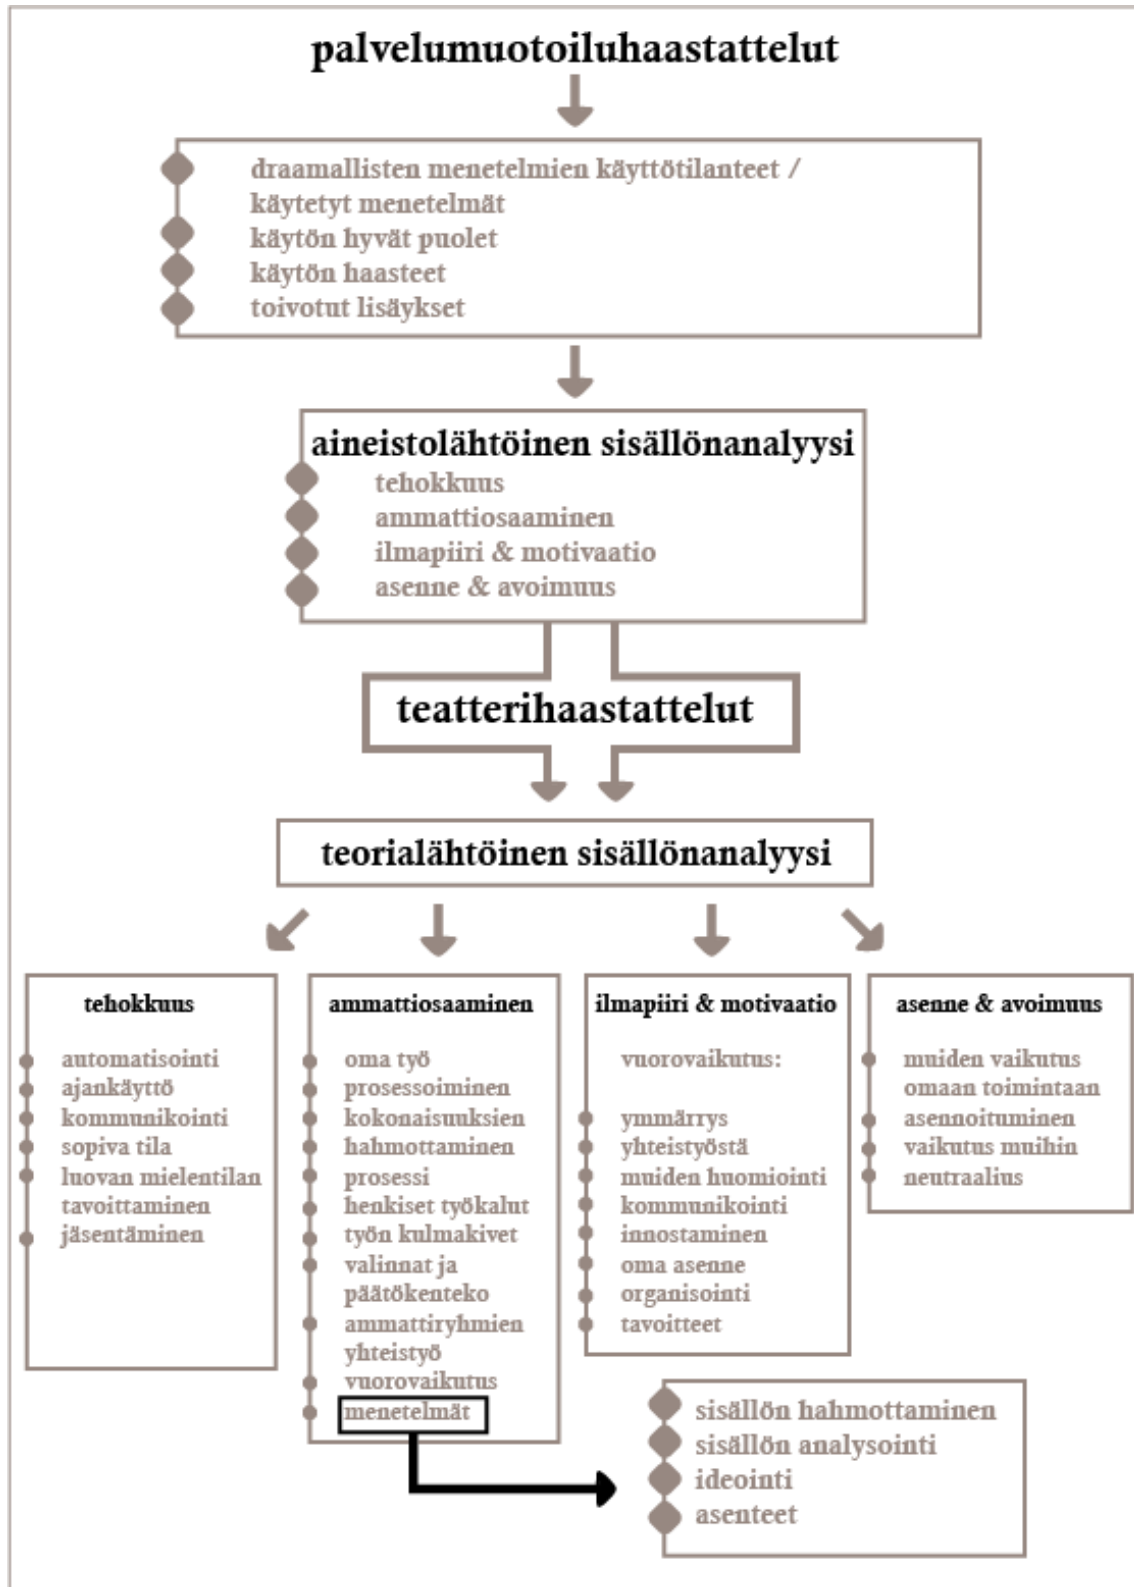 palvelumuotoiluhaastattelut
draamallisten menetelmien käyttötilanteet /
käytetyt menetelmät
käytön hyvät puolet
käytön haasteet
toivotut lisäykset
aineistolähtöinen sisällönanalyysi
tehokkuus
ammattiosaaminen
ilmapiiri & motivaatio
asenne & avoimuus
teatterihaastattelut
teorialähtöinen sisällönanalyysi
tehokkuus
automatisointi
ajankäyttö
kommunikointi
sopiva tila
luovan mielentilan
tavoittaminen
jäsentäminen
ammattiosaaminen
oma työ
prosessoiminen
kokonaisuuksien
hahmottaminen
prosessi
henkiset työkalut
työn kulmakivet
valinnat ja
päätökenteko
ammattiryhmien
yhteistyö
vuorovaikutus
menetelmät
ilmapiiri & motivaatio
vuorovaikutus:
ymmärrys
yhteistyöstä
muiden huomiointi
kommunikointi
innostaminen
oma asenne
organisointi
tavoitteet
asenne & avoimuus
muiden vaikutus
omaan toimintaan
asennoituminen
vaikutus muihin
neutraalius
sisällön hahmottaminen
sisällön analysointi
ideointi
asenteet